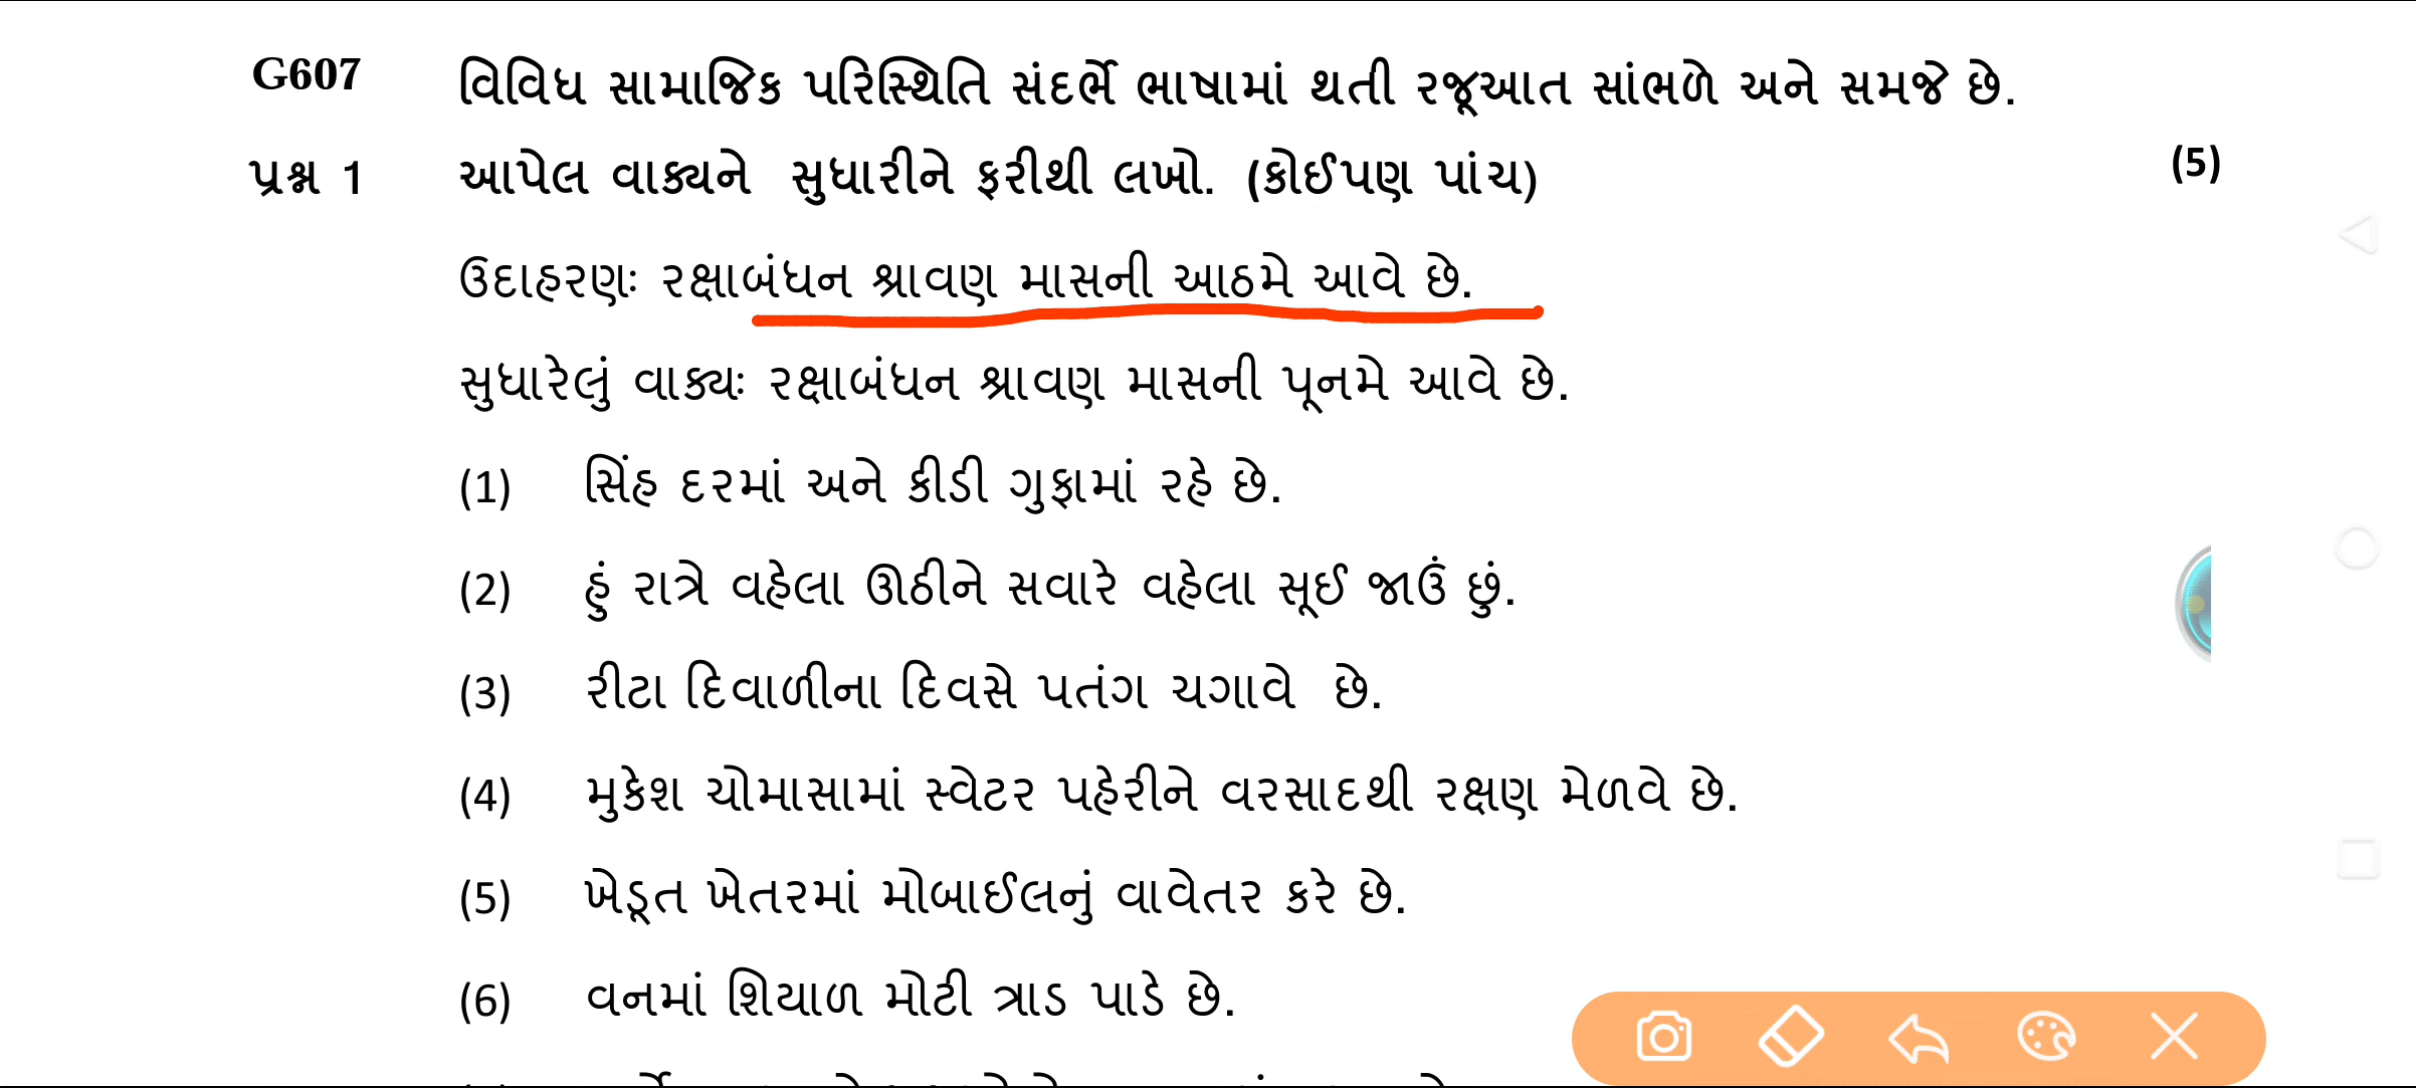 G607 વિવિધ સામાજિક પરિસ્થિતિ સંદર્ભે ભાષામાં થતી રજૂઆત સાંભળે અને સમજે છે.
પ્રશ્ન 1 આપેલ વાક્યને સુધારીને ફરીથી લખો. (કોઈપણ પાંચ) (5)
ઉદાહરણઃ રક્ષાબંધન શ્રાવણ માસની આઠમે આવે છે.
સુધારેલું વાક્યઃ રક્ષાબંધન શ્રાવણ માસની પૂનમે આવે છે.
(1) સિંહ દરમાં અને કીડી ગુફામાં રહે છે.
(2) હું રાત્રે વહેલા ઊઠીને સવારે વહેલા સૂઈ જાઉં છું.
(3) રીટા દિવાળીના દિવસે પતંગ ચગાવે છે.
(4) મુકેશ ચોમાસામાં સ્વેટર પહેરીને વરસાદથી રક્ષણ મેળવે છે.
(5) ખેડૂત ખેતરમાં મોબાઈલનું વાવેતર કરે છે.
(6) વનમાં શિયાળ મોટી ત્રાડ પાડે છે.